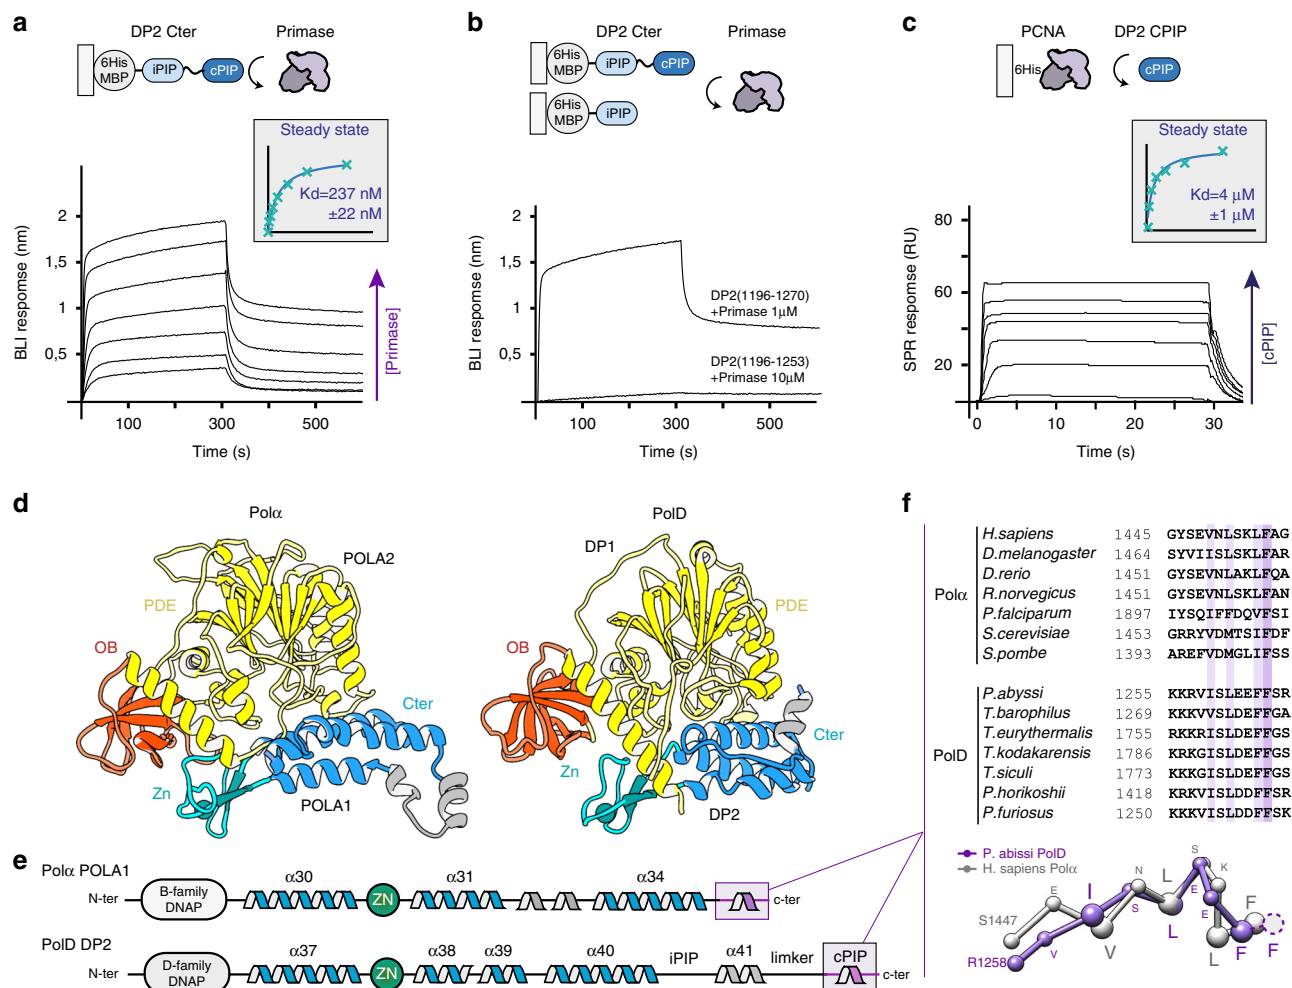 a
DP2 Cter
Primase
6His
MBP
iPIP
cPIP
Steady state
Kd=237 nM
±22 nM
BLI respomse (nm)
2
1,5
1
0,5
100
300
500
Time (s)
[Primase]
b
DP2 Cter
Primase
6His
MBP
iPIP
cPIP
6His
MBP
iPIP
BLI respomse (nm)
2
1,5
1
0,5
DP2(1196-1270)
+Primase 1µM
DP2(1196-1253)
+Primase 10µM
100
300
500
Time (s)
c
PCNA
DP2 CPIP
6His
cPIP
Steady state
Kd=4 µM
±1 µM
SPR response (RU)
80
60
40
20
0
10
20
30
Time (s)
[cPIP]
d
Polα
POLA2
PDE
OB
Cter
Zn
POLA1
PolD
DP1
PDE
OB
Cter
Zn
DP2
e
Polα POLA1
N-ter
B-family
DNAP
α30
ZN
α31
α34
c-ter
PolD DP2
N-ter
D-family
DNAP
α37
ZN
α38
α39
α40
iPIP
α41
limker
cPIP
c-ter
f
Polα
H.sapiens 1445 GYSEVNLSKLFAG
D.melanogaster 1464 SYVIISLSKLFAR
D.rerio 1451 GYSEVNLAKLFQA
R.norvegicus 1451 GYSEVNLSKLFAN
P.falciparum 1897 IYSQIFFDQVFSI
S.cerevisiae 1453 GRRYVDMTSIFDF
S.pombe 1393 AREFVDMGLIFSS
PolD
P.abyssi 1255 KKRVISLEEFFSR
T.barophilus 1269 KKKVVSLDEFFGA
T.eurythermalis 1755 RKKRISLDEFFGS
T.kodakarensis 1786 KRKGISLDEFFGS
T.siculi 1773 KKKGISLDEFFGS
P.horikoshii 1418 KRKVISLDDFFSR
P.furiosus 1250 KKKVISLDDFFSK
P. abissi PolD
H. sapiens Polα
S1447
E
I
N
L
S
K
F
S
E
E
V
L
V
L
F
F
R1258